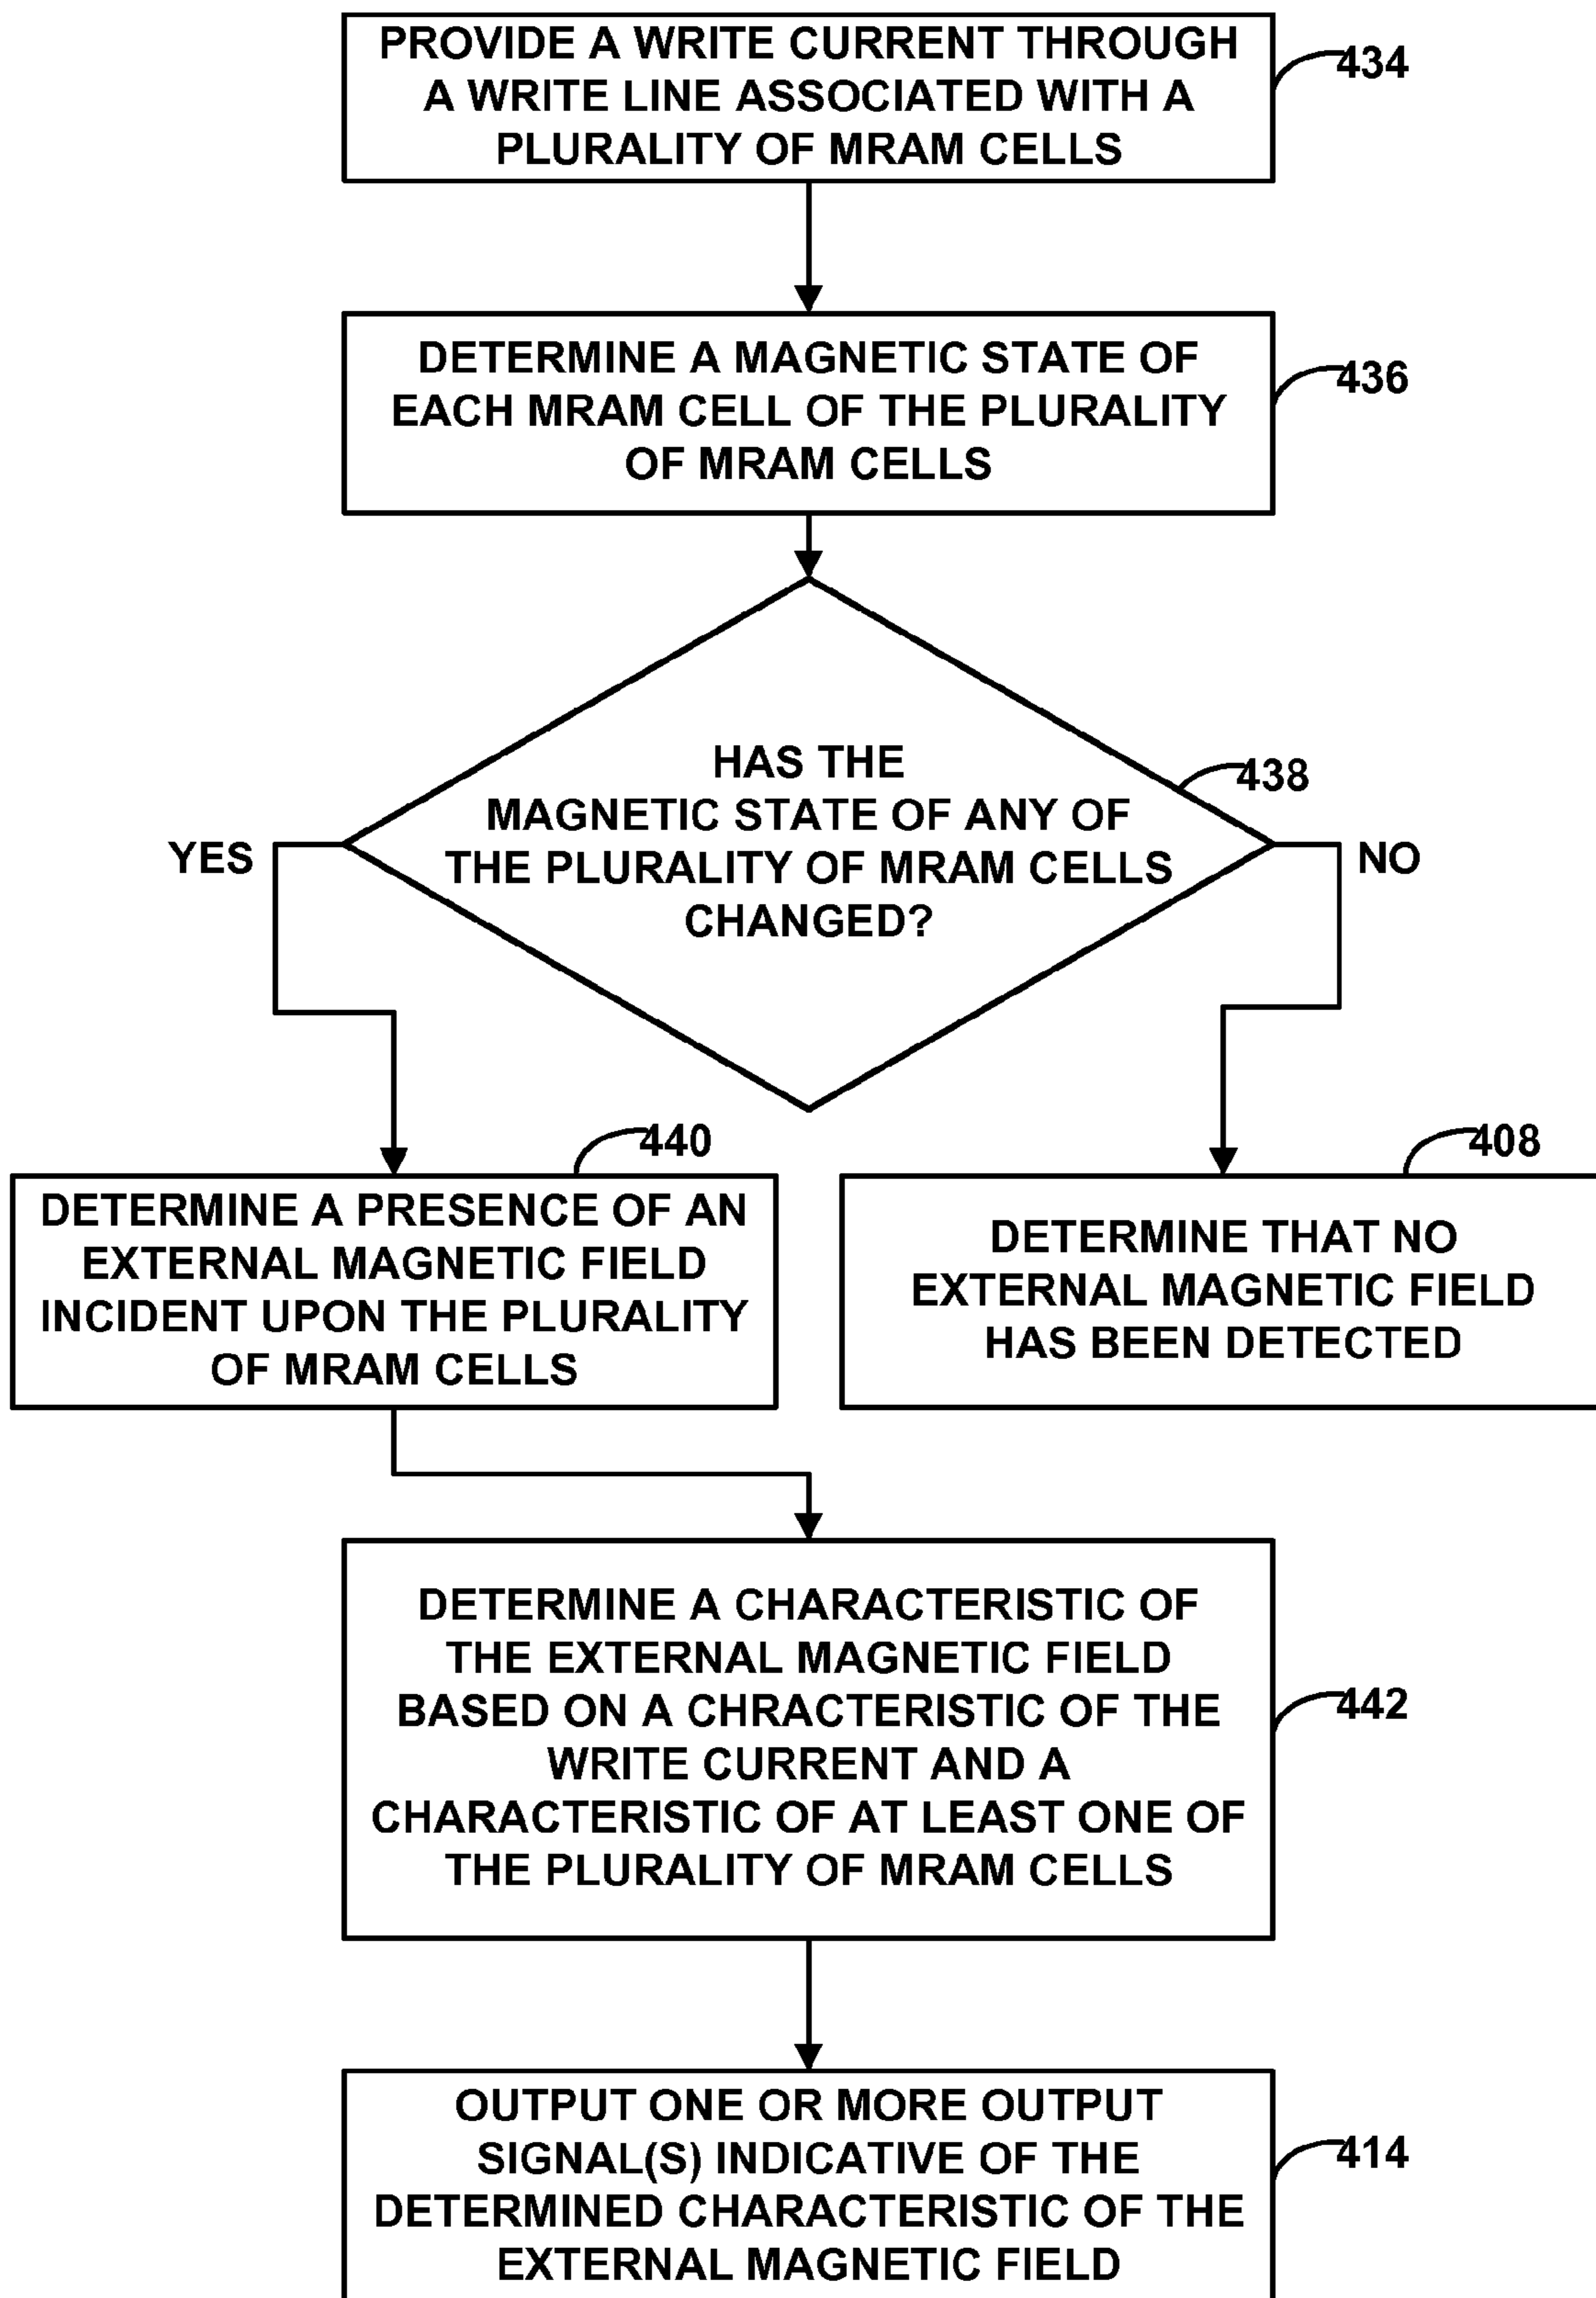 PROVIDE A WRITE CURRENT THROUGH
A WRITE LINE ASSOCIATED WITH A
PLURALITY OF MRAM CELLS
434
DETERMINE A MAGNETIC STATE OF
EACH MRAM CELL OF THE PLURALITY
OF MRAM CELLS
436
HAS THE
MAGNETIC STATE OF ANY OF
THE PLURALITY OF MRAM CELLS
CHANGED?
438
YES
NO
440
DETERMINE A PRESENCE OF AN
EXTERNAL MAGNETIC FIELD
INCIDENT UPON THE PLURALITY
OF MRAM CELLS
408
DETERMINE THAT NO
EXTERNAL MAGNETIC FIELD
HAS BEEN DETECTED
DETERMINE A CHARACTERISTIC OF
THE EXTERNAL MAGNETIC FIELD
BASED ON A CHRACTERISTIC OF THE
WRITE CURRENT AND A
CHARACTERISTIC OF AT LEAST ONE OF
THE PLURALITY OF MRAM CELLS
442
OUTPUT ONE OR MORE OUTPUT
SIGNAL(S) INDICATIVE OF THE
DETERMINED CHARACTERISTIC OF THE
EXTERNAL MAGNETIC FIELD
414